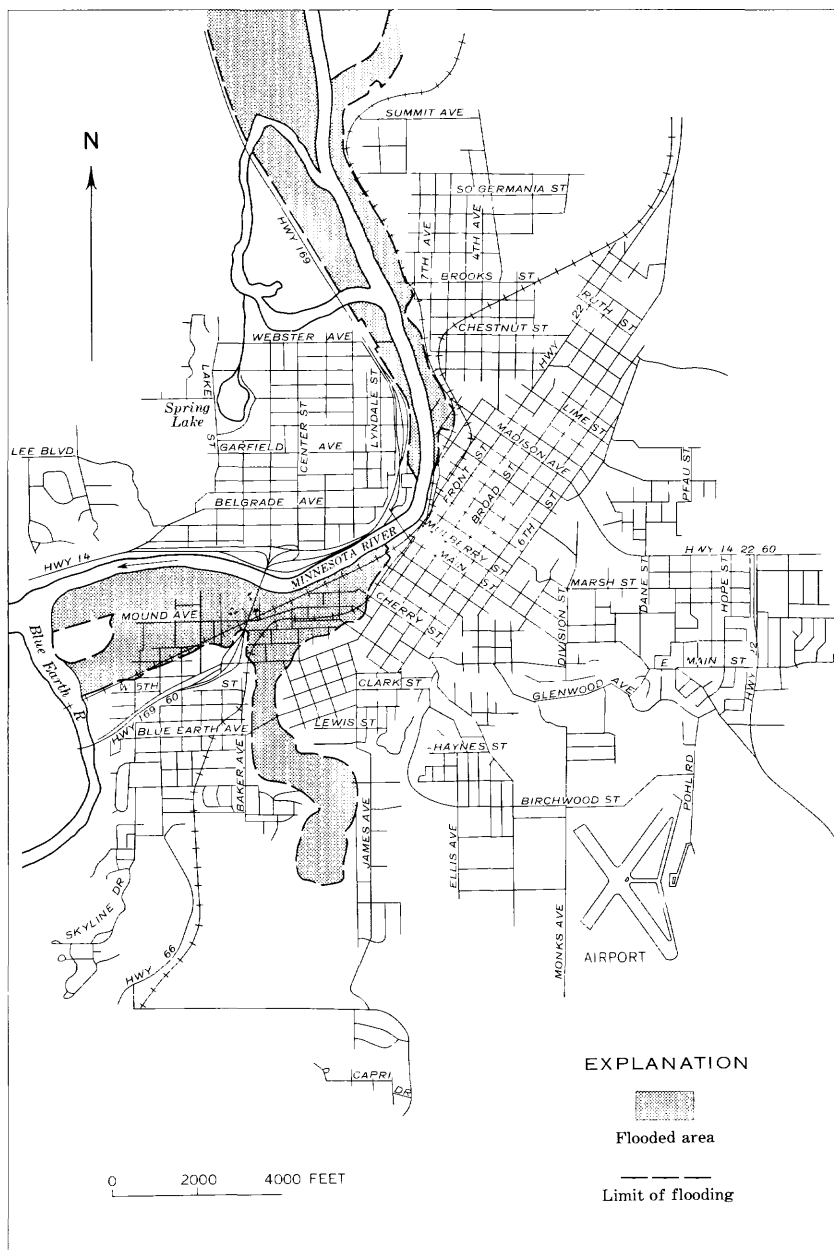 N
SUMMIT AVE
SO GERMANIA ST
7TH AVE
4TH AVE
HWY 169
BROOKS ST
CHESTNUT ST
HWY 22
RUTH ST
WEBSTER AVE
LAKE ST
Spring
Lake
CENTER ST
LYNDALE ST
LIME ST
MADISON AVE
LEE BLVD
GARFIELD AVE
FRONT ST
BROAD ST
6TH ST
PFAU ST
BELGRADE AVE
MULBERRY ST
MAIN ST
HWY 14
MINNESOTA RIVER
HWY 14 22 60
MARSH ST
DANE ST
HOPE ST
MOUND AVE
CHERRY ST
DIVISION ST
Blue Earth R
E MAIN ST
W 5TH ST
CLARK ST
GLENWOOD AVE
HWY 22
HWY 169 60
LEWIS ST
BLUE EARTH AVE
HAYNES ST
BAKER AVE
BIRCHWOOD ST
POHL RD
JAMES AVE
ELLIS AVE
SKYLINE DR
MONKS AVE
AIRPORT
HWY 66
CAPRI DR
EXPLANATION
Flooded area
Limit of flooding
0 2000 4000 FEET